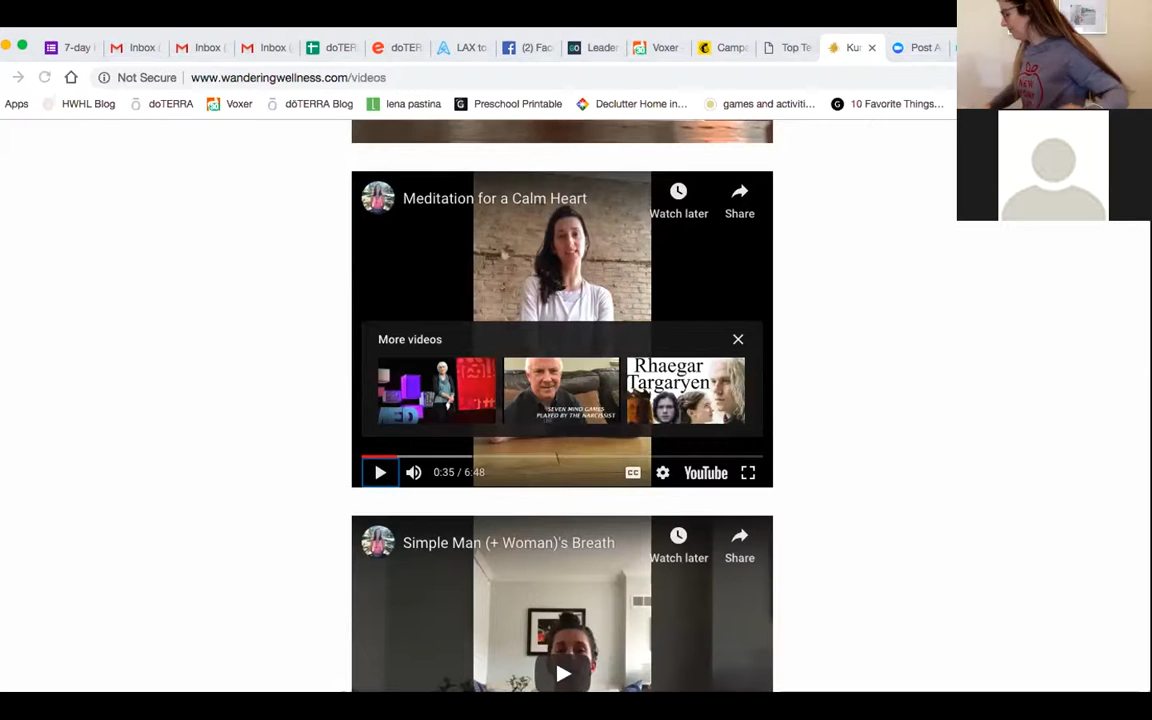 7-day
Inbox
Inbox
Inbox
doTER
doTER
LAX to
(2) Fac
Leader
Voxer
Campa
Top Te
Kur
Post A
Not Secure
www.wanderingwellness.com/videos
Apps
HWHL Blog
doTERRA
Voxer
dōTERRA Blog
lena pastina
Preschool Printable
Declutter Home in...
games and activiti...
10 Favorite Things...
Meditation for a Calm Heart
Watch later
Share
More videos
SEVEN MIND GAMES
PLAYED BY THE NARCISSIST
Rhaegar
Targaryen
0:35 / 6:48
CC
YouTube
Simple Man (+ Woman)'s Breath
Watch later
Share